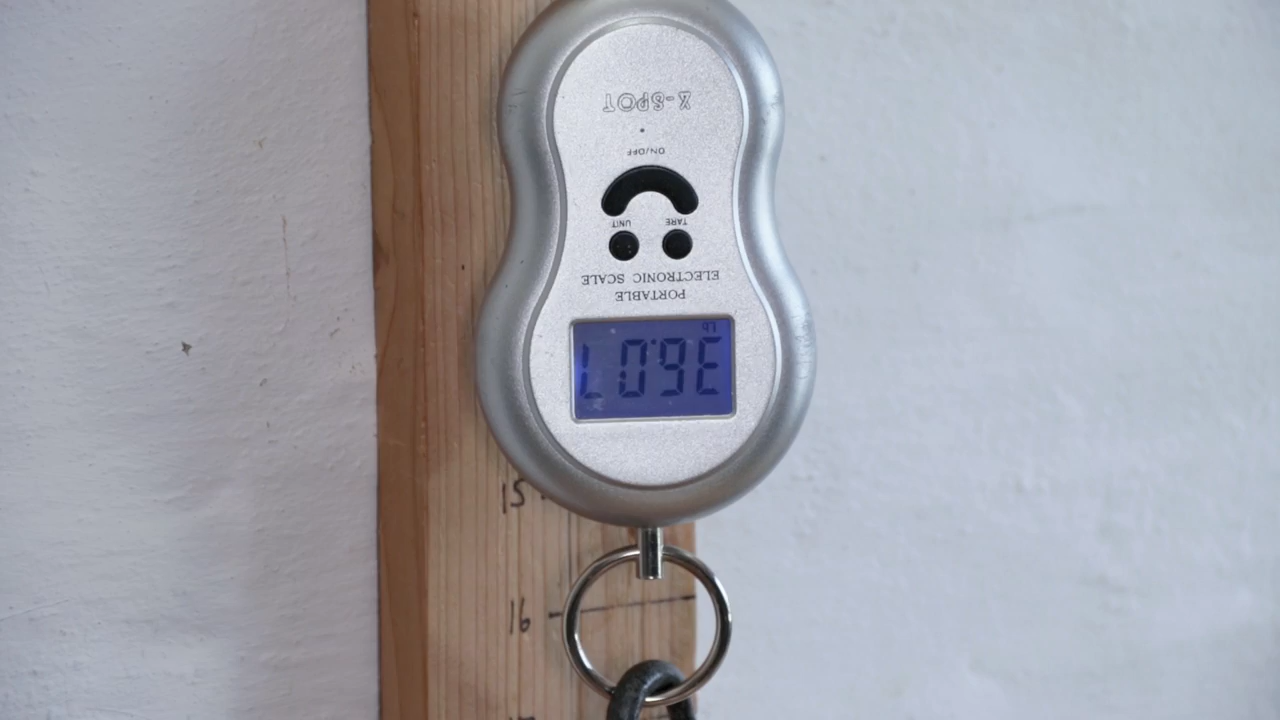 X-SPOT
ON/OFF
UNIT TARE
PORTABLE
ELECTRONIC SCALE
Lb
15
16